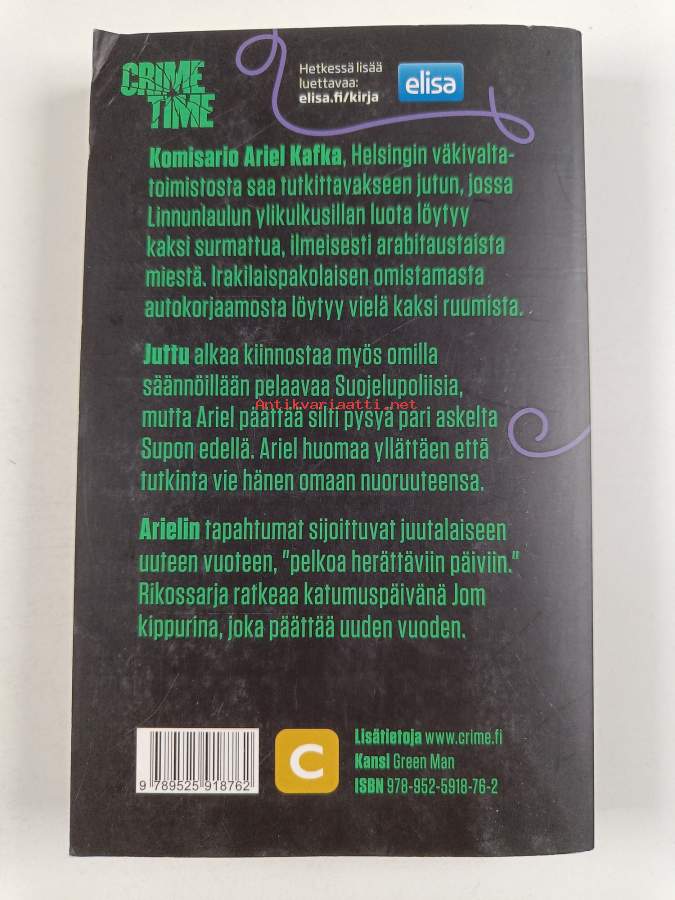 CRIME
TIME
Hetkessä lisää
luettavaa:
elisa.fi/kirja
elisa
Komisario Ariel Kafka, Helsingin väkivalta-
toimistosta saa tutkittavakseen jutun, jossa
Linnunlaulun ylikulkusillan luota löytyy
kaksi surmattua, ilmeisesti arabitaustaista
miestä. Irakilaispakolaisen omistamasta
autokorjaamosta löytyy vielä kaksi ruumista.
Juttu alkaa kiinnostaa myös omilla
säännöillään pelaavaa Suojelupoliisia,
Antikvariaatti.net
mutta Ariel päättää silti pysyä pari askelta
Supon edellä. Ariel huomaa yllättäen että
tutkinta vie hänen omaan nuoruuteensa.
Arielin tapahtumat sijoittuvat juutalaiseen
uuteen vuoteen, "pelkoa herättäviin päiviin."
Rikossarja ratkeaa katumuspäivänä Jom
kippurina, joka päättää uuden vuoden.
9 789525 918762
C
Lisätietoja www.crime.fi
Kansi Green Man
ISBN 978-952-5918-76-2